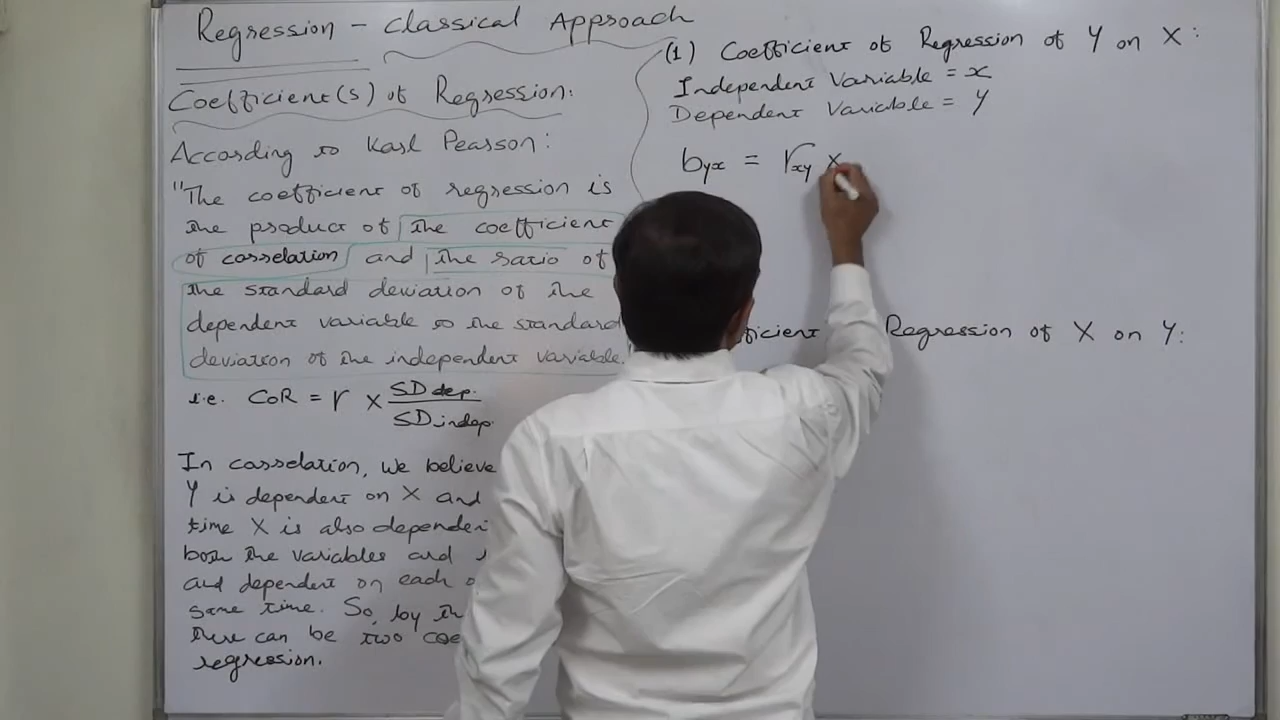 Regression - Classical Approach
Coefficient(s) of Regression:
According to Karl Pearson:
"The coefficient of regression is
the product of the coefficient
of correlation and the ratio of
the standard deviation of the
dependent variable to the standard
deviation of the independent variable."
i.e. CoR = r × SD dep. / SD indep.
In correlation, we believe
Y is dependent on X and
time X is also dependen
both the variables and
and dependent on each
same time. So, by th
there can be two coe
regression.
(1) Coefficient of Regression of Y on X:
Independent Variable = x
Dependent Variable = y
byx = rxy ×
fficient Regression of X on Y: